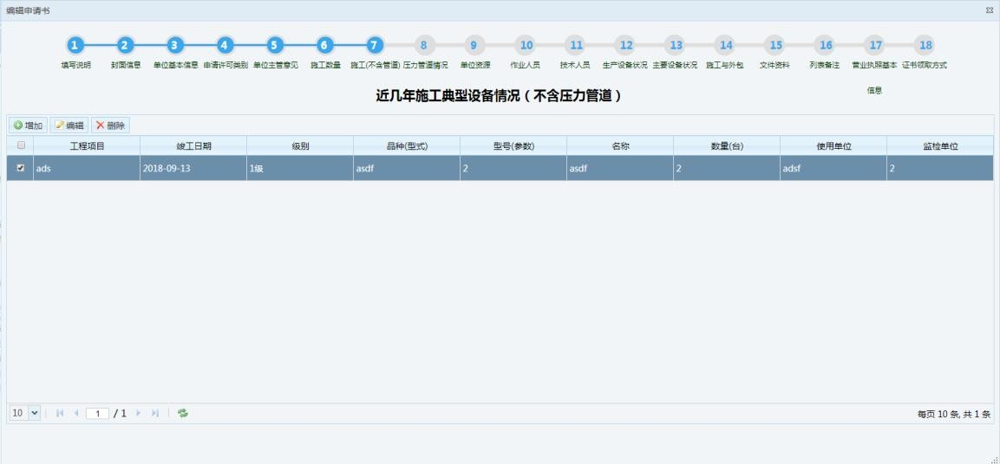 编辑申请书
1 2 3 4 5 6 7 8 9 10 11 12 13 14 15 16 17 18
填写说明 封面信息 单位基本信息 申请许可类别 单位主管意见 施工数量 施工(不含管道) 压力管道情况 单位资源 作业人员 技术人员 生产设备状况 主要设备状况 施工与外包 文件资料 列表备注 营业执照基本 证书领取方式
信息
近几年施工典型设备情况（不含压力管道）
增加 编辑 删除
工程项目 竣工日期 级别 品种(型式) 型号(参数) 名称 数量(台) 使用单位 监检单位
ads 2018-09-13 1级 asdf 2 asdf 2 adsf 2
10 1 / 1 每页 10 条, 共 1 条